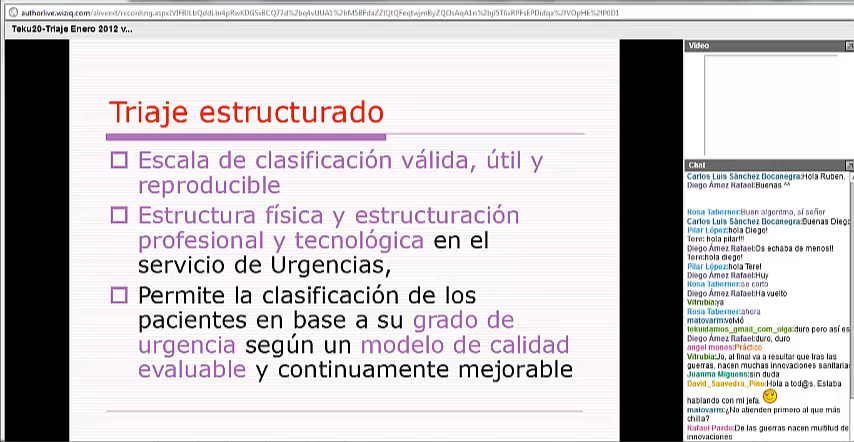 Teku20-Triaje Enero 2012 v...
Triaje estructurado
Escala de clasificación válida, útil y
reproducible
Estructura física y estructuración
profesional y tecnológica en el
servicio de Urgencias,
Permite la clasificación de los
pacientes en base a su grado de
urgencia según un modelo de calidad
evaluable y continuamente mejorable
Video
Chat
Carlos Luis Sánchez Bocanegra:Hola Ruben.
Diego Ámez Rafael:Buenas ^^
Rosa Taberner:Buen algoritmo, sí señor
Carlos Luis Sánchez Bocanegra:Buenas Diego
Pilar López:hola Diego!
Tere: hola pilar!!!
Diego Ámez Rafael:Os echaba de menos!!
Tere:hola diego!
Pilar López:hola Tere!
Diego Ámez Rafael:Huy
Rosa Taberner:se corto
Diego Ámez Rafael:Ha vuelto
Vitrubia:ya
Rosa Taberner:ahora
matovarm:volvió
tekuidamos_gmail_com_olga:duro pero así es
Diego Ámez Rafael:duro, duro
angel mones:Práctico
Vitrubia:Jo, al final va a resultar que tras las
guerras, nacen muchas innovaciones sanitarias
Juanma Miguens:sin duda
David_Saavedra_Pino:Hola a tod@s. Estaba
hablando con mi jefa.
matovarm:¿No atienden primero al que más
chilla?
Rafael Pardo:De las guerras nacen multitud de
innovaciones